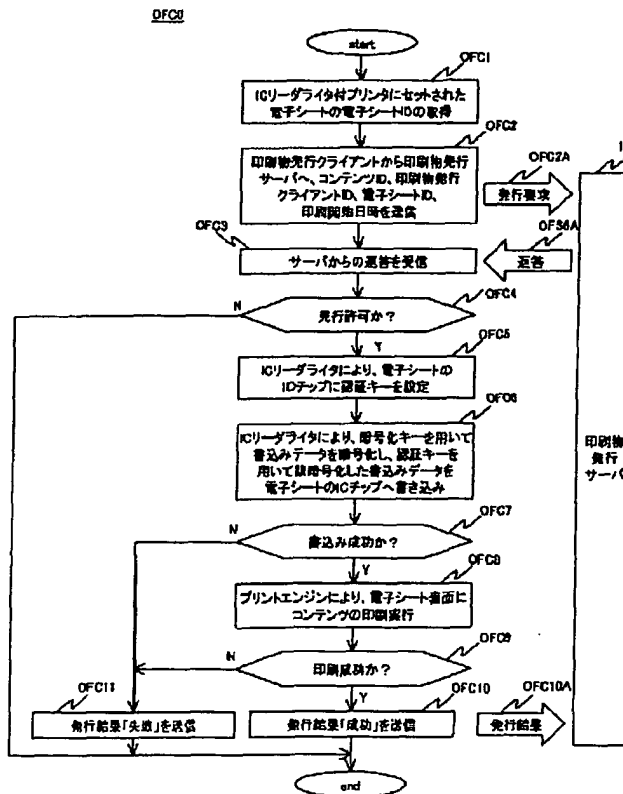 OFC0
start
OFC1
ICリーダライタ付プリンタにセットされた
電子シートの電子シートIDの取得
OFC2
印刷物発行クライアントから印刷物発行
サーバへ、コンテンツID、印刷物発行
クライアントID、電子シートID、
印刷開始日時を送信
OFC2A
発行要求
OFC3
サーバからの返答を受信
OFS6A
返答
OFC4
発行許可か？
N
Y
OFC5
ICリーダライタにより、電子シートの
ICチップに認証キーを設定
OFC6
ICリーダライタにより、暗号化キーを用いて
書込みデータを暗号化し、認証キーを
用いて該暗号化した書込みデータを
電子シートのICチップへ書き込み
印刷物
発行
サーバ
OFC7
書込み成功か？
N
Y
OFC8
プリントエンジンにより、電子シート表面に
コンテンツの印刷実行
OFC9
印刷成功か？
N
Y
OFC11
発行結果「失敗」を送信
OFC10
発行結果「成功」を送信
OFC10A
発行結果
end